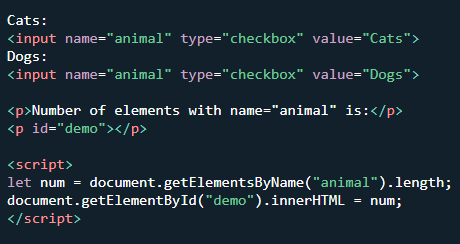 Cats:
<input name="animal" type="checkbox" value="Cats">
Dogs:
<input name="animal" type="checkbox" value="Dogs">
<p>Number of elements with name="animal" is:</p>
<p id="demo"></p>
<script>
let num = document.getElementsByName("animal").length;
document.getElementById("demo").innerHTML = num;
</script>